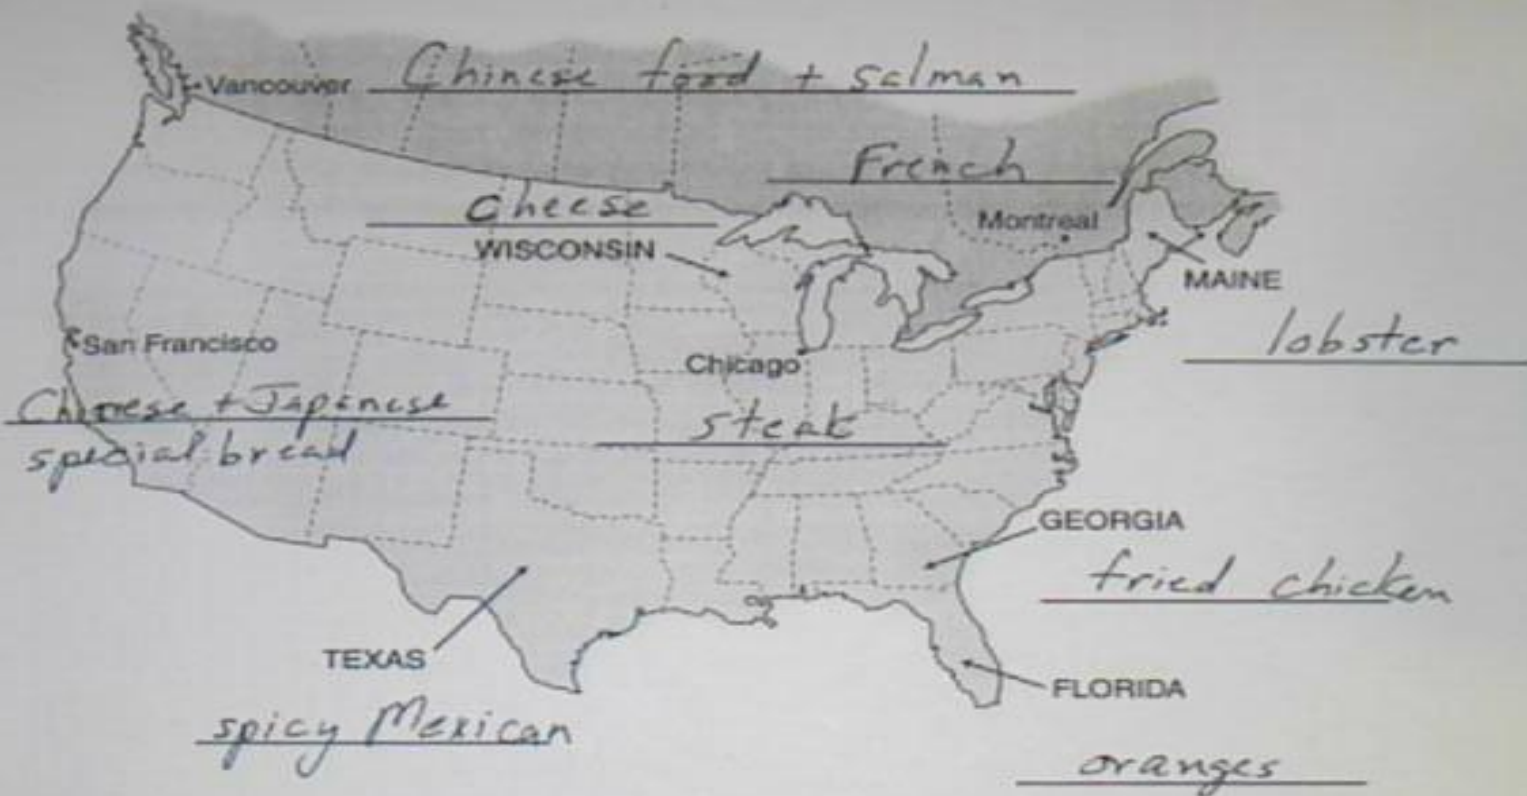 Vancouver Chinese food + salman
French
Cheese
Montreal
WISCONSIN
MAINE
San Francisco
lobster
Chicago
Chinese + Japanese
steak
special bread
GEORGIA
fried chicken
TEXAS
FLORIDA
spicy Mexican
oranges